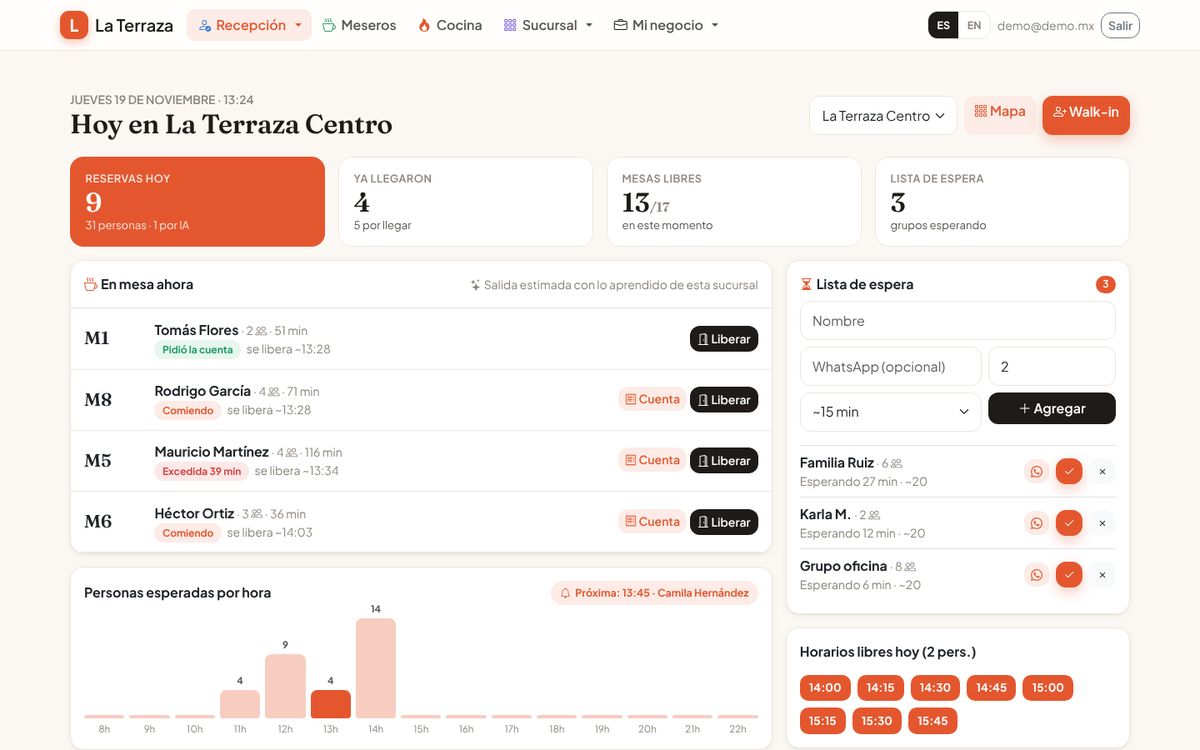 L La Terraza Recepción Meseros Cocina Sucursal Mi negocio ES EN demo@demo.mx Salir
JUEVES 19 DE NOVIEMBRE · 13:24
Hoy en La Terraza Centro
La Terraza Centro Mapa Walk-in
RESERVAS HOY
9
31 personas · 1 por IA
YA LLEGARON
4
5 por llegar
MESAS LIBRES
13/17
en este momento
LISTA DE ESPERA
3
grupos esperando
En mesa ahora
Salida estimada con lo aprendido de esta sucursal
M1
Tomás Flores · 2 · 51 min
Pidió la cuenta se libera ~13:28
Liberar
M8
Rodrigo García · 4 · 71 min
Comiendo se libera ~13:28
Cuenta Liberar
M5
Mauricio Martínez · 4 · 116 min
Excedida 39 min se libera ~13:34
Cuenta Liberar
M6
Héctor Ortiz · 3 · 36 min
Comiendo se libera ~14:03
Cuenta Liberar
Lista de espera 3
Nombre
WhatsApp (opcional) 2
~15 min + Agregar
Familia Ruiz · 6
Esperando 27 min · ~20
Karla M. · 2
Esperando 12 min · ~20
Grupo oficina · 8
Esperando 6 min · ~20
Personas esperadas por hora
Próxima: 13:45 · Camila Hernández
4 9 4 14
8h 9h 10h 11h 12h 13h 14h 15h 16h 17h 18h 19h 20h 21h 22h
Horarios libres hoy (2 pers.)
14:00 14:15 14:30 14:45 15:00
15:15 15:30 15:45